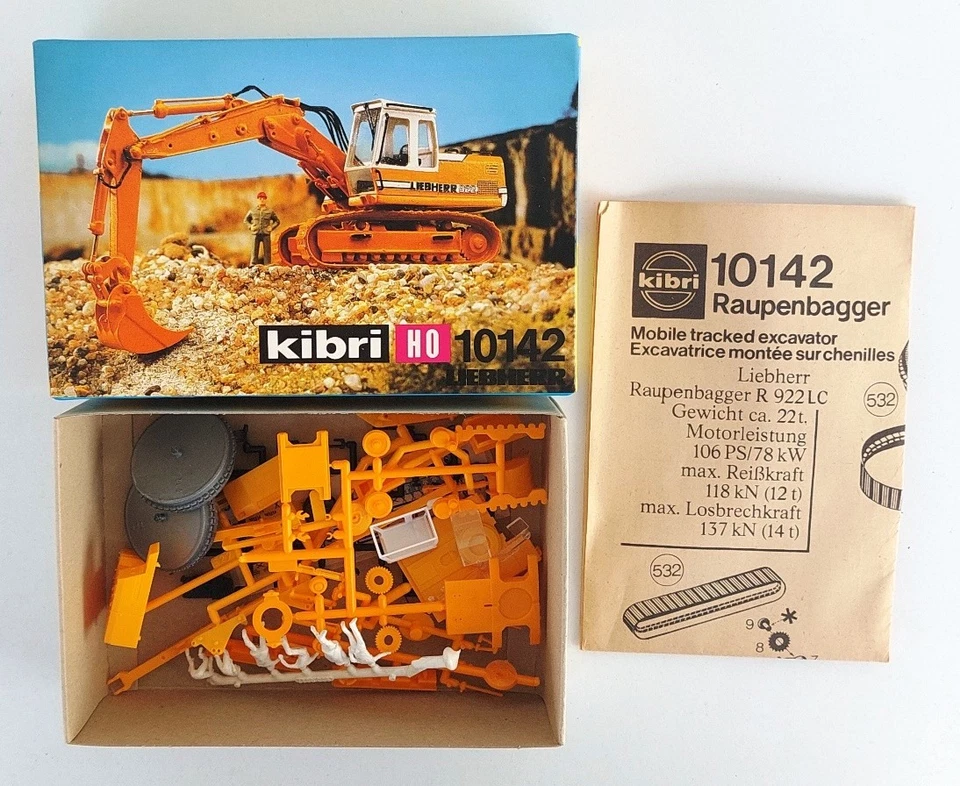 LIEBHERR 922
kibri HO 10142
LIEBHERR
kibri
10142
Raupenbagger
Mobile tracked excavator
Excavatrice montée sur chenilles
Liebherr
Raupenbagger R 922 LC
Gewicht ca. 22 t.
Motorleistung
106 PS/78 kW
max. Reißkraft
118 kN (12 t)
max. Losbrechkraft
137 kN (14 t)
532
532
9
8
7